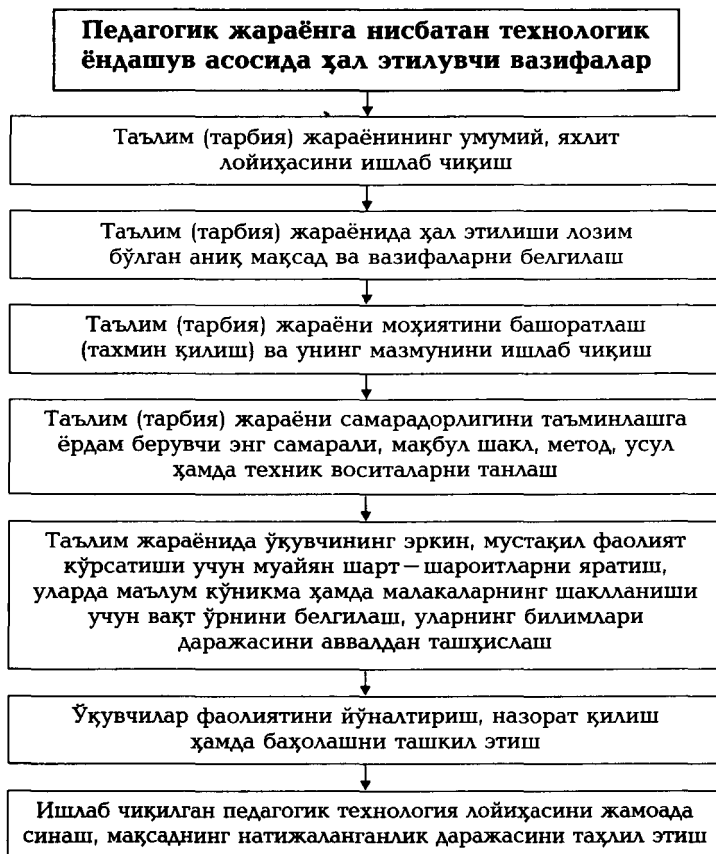 Педагогик жараёнга нисбатан технологик
ёндашув асосида ҳал этилувчи вазифалар
Таълим (тарбия) жараёнининг умумий, яхлит
лойиҳасини ишлаб чиқиш
Таълим (тарбия) жараёнида ҳал этилиши лозим
бўлган аниқ мақсад ва вазифаларни белгилаш
Таълим (тарбия) жараёни моҳиятини башоратлаш
(тахмин қилиш) ва унинг мазмунини ишлаб чиқиш
Таълим (тарбия) жараёни самарадорлигини таъминлашга
ёрдам берувчи энг самарали, мақбул шакл, метод, усул
ҳамда техник воситаларни танлаш
Таълим жараёнида ўқувчининг эркин, мустақил фаолият
кўрсатиши учун муайян шарт—шароитларни яратиш,
уларда маълум кўникма ҳамда малакаларнинг шаклланиши
учун вақт ўрнини белгилаш, уларнинг билимлари
даражасини аввалдан ташҳислаш
Ўқувчилар фаолиятини йўналтириш, назорат қилиш
ҳамда баҳолашни ташкил этиш
Ишлаб чиқилган педагогик технология лойиҳасини жамоада
синаш, мақсаднинг натижаланганлик даражасини таҳлил этиш